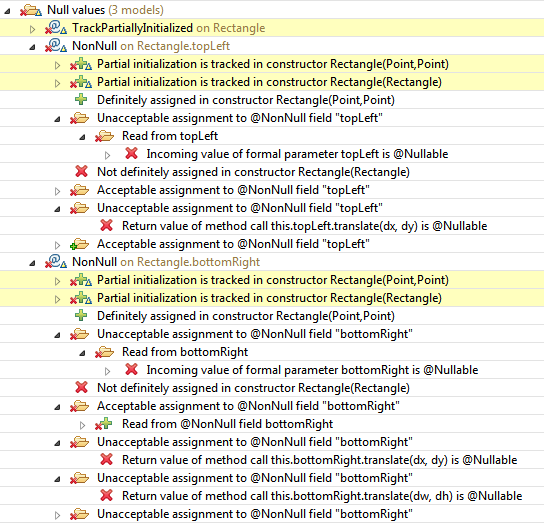 Null values (3 models)
TrackPartiallyInitialized on Rectangle
NonNull on Rectangle.topLeft
Partial initialization is tracked in constructor Rectangle(Point,Point)
Partial initialization is tracked in constructor Rectangle(Rectangle)
Definitely assigned in constructor Rectangle(Point,Point)
Unacceptable assignment to @NonNull field "topLeft"
Read from topLeft
Incoming value of formal parameter topLeft is @Nullable
Not definitely assigned in constructor Rectangle(Rectangle)
Acceptable assignment to @NonNull field "topLeft"
Unacceptable assignment to @NonNull field "topLeft"
Return value of method call this.topLeft.translate(dx, dy) is @Nullable
Acceptable assignment to @NonNull field "topLeft"
NonNull on Rectangle.bottomRight
Partial initialization is tracked in constructor Rectangle(Point,Point)
Partial initialization is tracked in constructor Rectangle(Rectangle)
Definitely assigned in constructor Rectangle(Point,Point)
Unacceptable assignment to @NonNull field "bottomRight"
Read from bottomRight
Incoming value of formal parameter bottomRight is @Nullable
Not definitely assigned in constructor Rectangle(Rectangle)
Acceptable assignment to @NonNull field "bottomRight"
Read from @NonNull field bottomRight
Unacceptable assignment to @NonNull field "bottomRight"
Return value of method call this.bottomRight.translate(dx, dy) is @Nullable
Unacceptable assignment to @NonNull field "bottomRight"
Return value of method call this.bottomRight.translate(dw, dh) is @Nullable
Unacceptable assignment to @NonNull field "bottomRight"